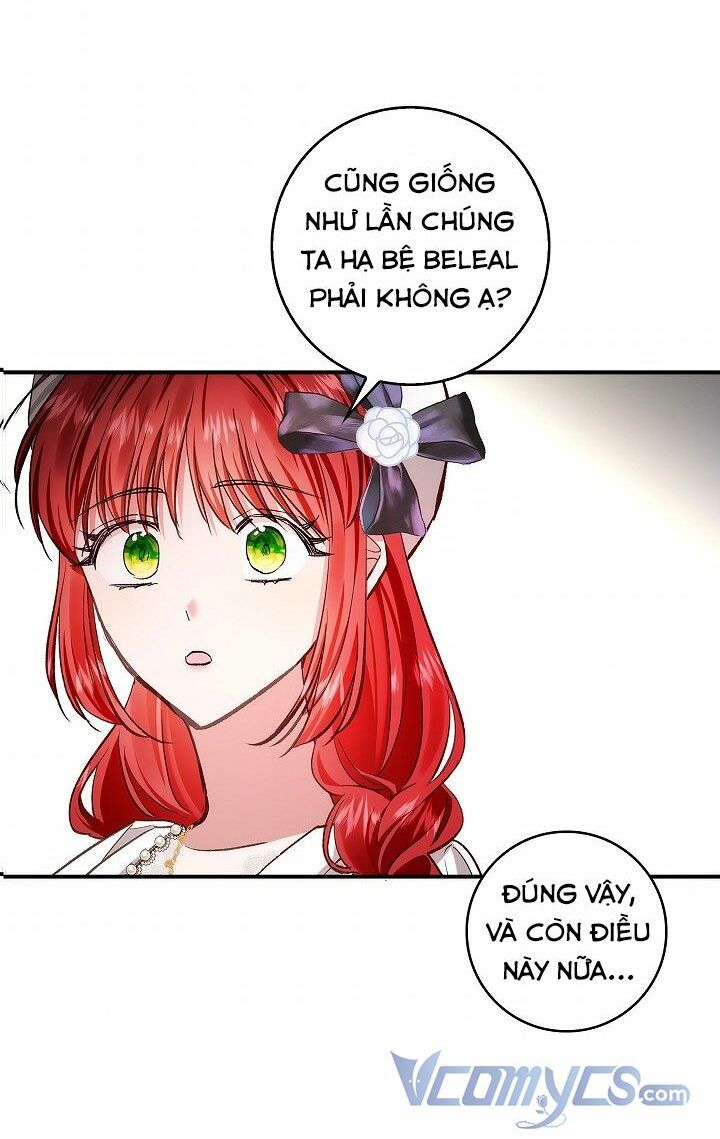 CŨNG GIỐNG
NHƯ LẦN CHÚNG
TA HẠ BỆ BELEAL
PHẢI KHÔNG Ạ?
ĐÚNG VẬY,
VÀ CÒN ĐIỀU
NÀY NỮA...
VCOMYCS.com